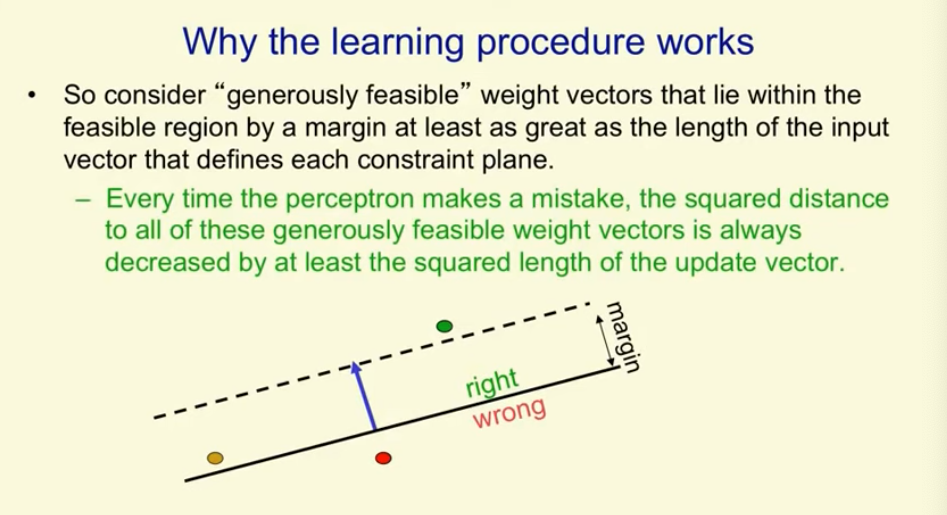 Why the learning procedure works
• So consider “generously feasible” weight vectors that lie within the
feasible region by a margin at least as great as the length of the input
vector that defines each constraint plane.
– Every time the perceptron makes a mistake, the squared distance
to all of these generously feasible weight vectors is always
decreased by at least the squared length of the update vector.
margin
right
wrong